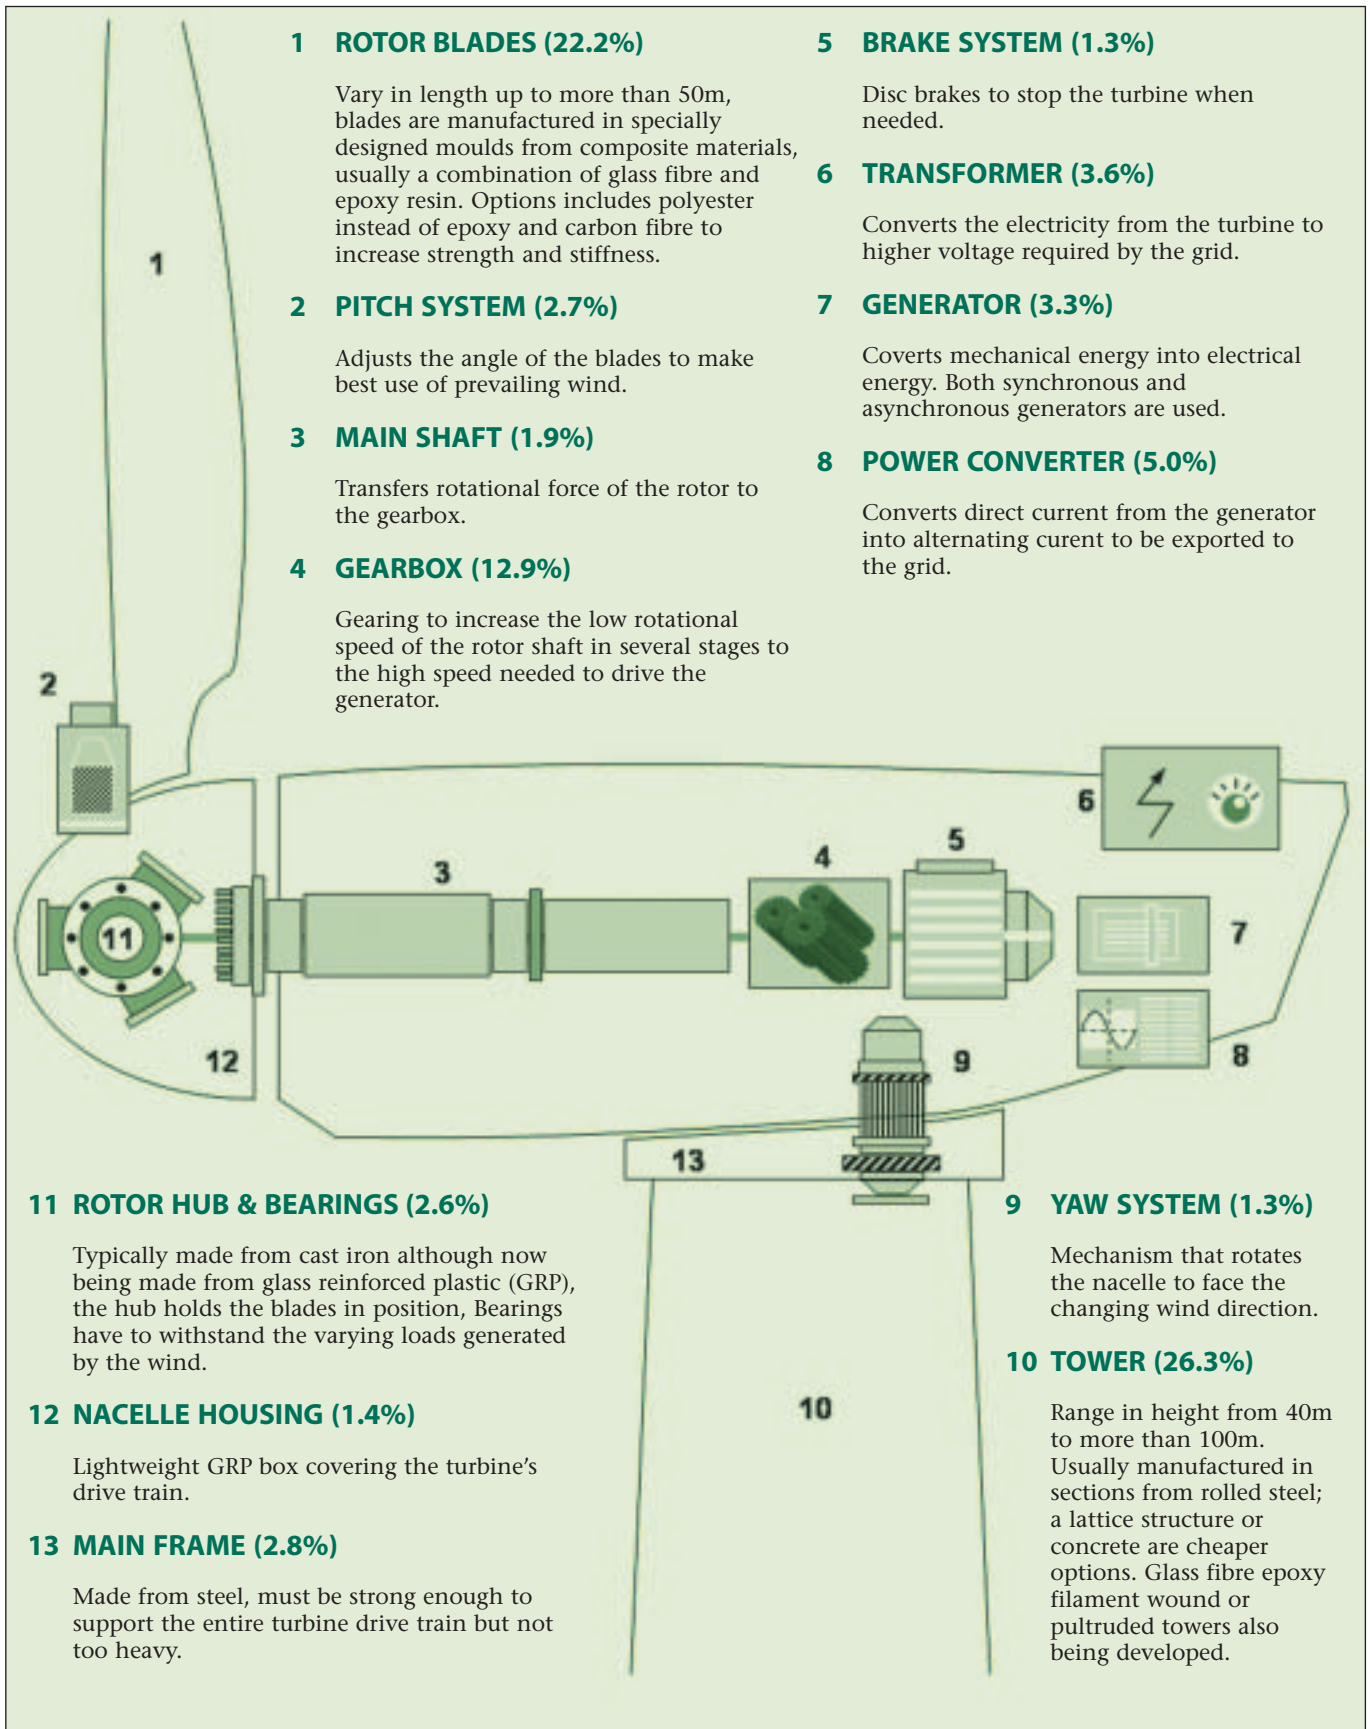 1 ROTOR BLADES (22.2%)
Vary in length up to more than 50m,
blades are manufactured in specially
designed moulds from composite materials,
usually a combination of glass fibre and
epoxy resin. Options includes polyester
instead of epoxy and carbon fibre to
increase strength and stiffness.
2 PITCH SYSTEM (2.7%)
Adjusts the angle of the blades to make
best use of prevailing wind.
3 MAIN SHAFT (1.9%)
Transfers rotational force of the rotor to
the gearbox.
4 GEARBOX (12.9%)
Gearing to increase the low rotational
speed of the rotor shaft in several stages to
the high speed needed to drive the
generator.
5 BRAKE SYSTEM (1.3%)
Disc brakes to stop the turbine when
needed.
6 TRANSFORMER (3.6%)
Converts the electricity from the turbine to
higher voltage required by the grid.
7 GENERATOR (3.3%)
Coverts mechanical energy into electrical
energy. Both synchronous and
asynchronous generators are used.
8 POWER CONVERTER (5.0%)
Converts direct current from the generator
into alternating curent to be exported to
the grid.
1
2
3
4
5
6
7
8
9
10
11
12
13
11 ROTOR HUB & BEARINGS (2.6%)
Typically made from cast iron although now
being made from glass reinforced plastic (GRP),
the hub holds the blades in position, Bearings
have to withstand the varying loads generated
by the wind.
12 NACELLE HOUSING (1.4%)
Lightweight GRP box covering the turbine's
drive train.
13 MAIN FRAME (2.8%)
Made from steel, must be strong enough to
support the entire turbine drive train but not
too heavy.
9 YAW SYSTEM (1.3%)
Mechanism that rotates
the nacelle to face the
changing wind direction.
10 TOWER (26.3%)
Range in height from 40m
to more than 100m.
Usually manufactured in
sections from rolled steel;
a lattice structure or
concrete are cheaper
options. Glass fibre epoxy
filament wound or
pultruded towers also
being developed.